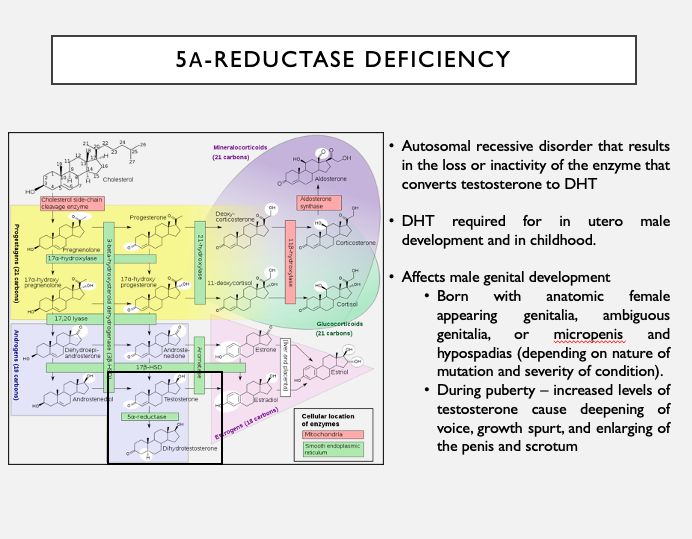 5A-REDUCTASE DEFICIENCY
Mineralocorticoids
(21 carbons)
Cholesterol
Aldosterone
Cholesterol side-chain
cleavage enzyme
Aldosterone
synthase
Progestagens (21 carbons)
Progesterone
Deoxy-
corticosterone
Corticosterone
Pregnenolone
17α-hydroxylase
3-beta-hydroxysteroid dehydrogenase (3β-HSD)
21-hydroxylase
11β-hydroxylase
17α-hydroxy
pregnenolone
17α-hydroxy
progesterone
11-deoxycortisol
Cortisol
17,20 lyase
Glucocorticoids
(21 carbons)
Androgens (19 carbons)
Dehydroepi-
androsterone
Androste-
nedione
Aromatase
Estrone
(liver and placenta)
Estriol
17β-HSD
Androstenediol
Testosterone
Estradiol
Estrogens (18 carbons)
5α-reductase
Dihydrotestosterone
Cellular location
of enzymes
Mitochondria
Smooth endoplasmic
reticulum
• Autosomal recessive disorder that results
in the loss or inactivity of the enzyme that
converts testosterone to DHT
• DHT required for in utero male
development and in childhood.
• Affects male genital development
• Born with anatomic female
appearing genitalia, ambiguous
genitalia, or micropenis and
hypospadias (depending on nature of
mutation and severity of condition).
• During puberty – increased levels of
testosterone cause deepening of
voice, growth spurt, and enlarging of
the penis and scrotum